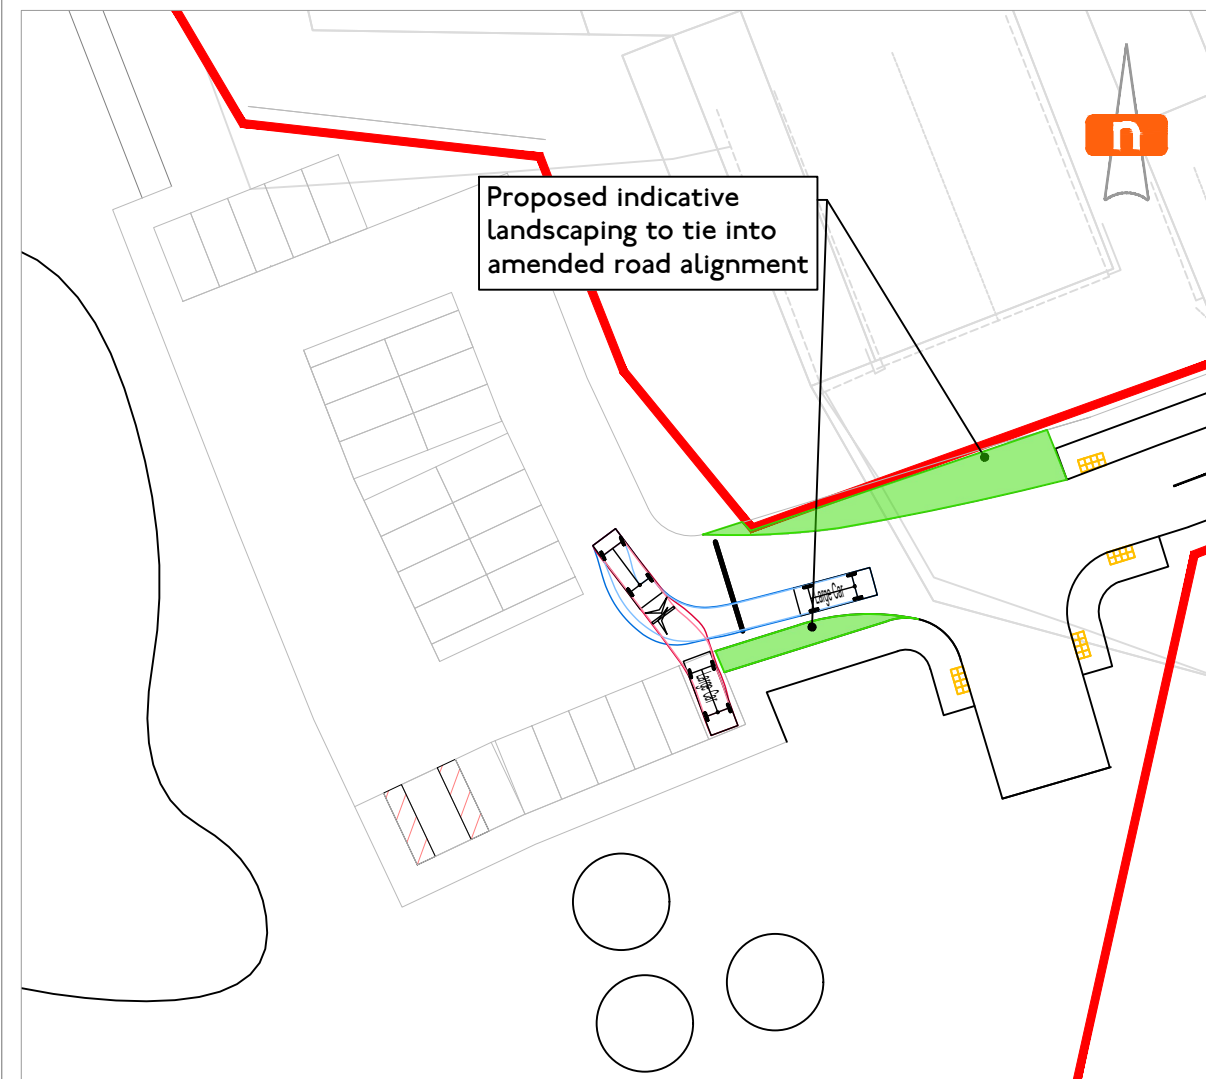 Proposed indicative
landscaping to tie into
amended road alignment
n
Large Car
Large Car